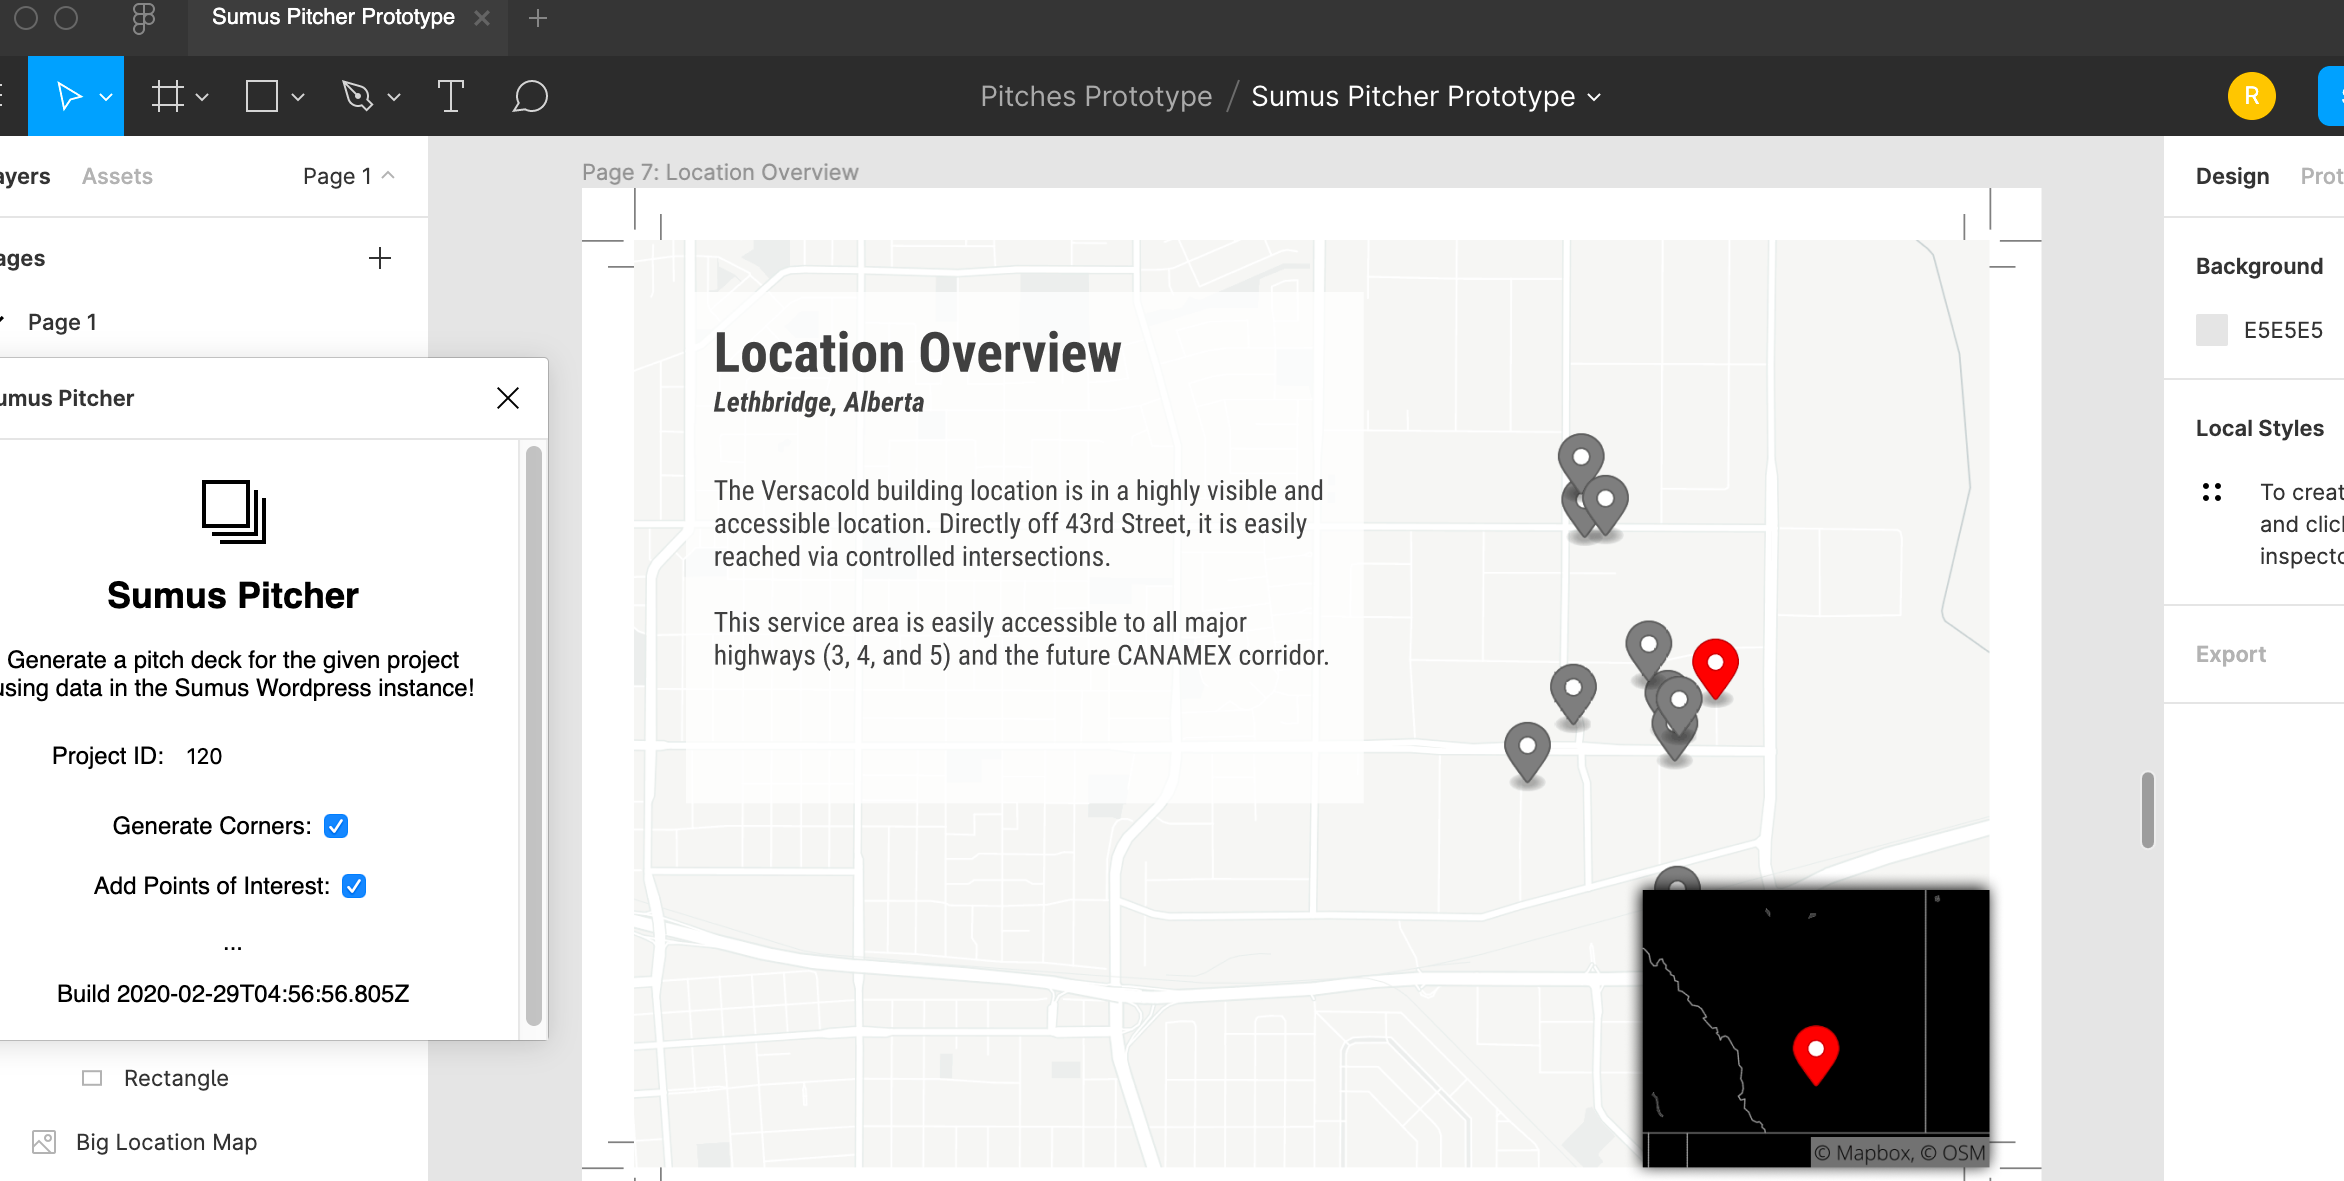 Sumus Pitcher Prototype
Pitches Prototype / Sumus Pitcher Prototype
R
ayers Assets Page 1
ages
Page 1
umus Pitcher
Sumus Pitcher
Generate a pitch deck for the given project
using data in the Sumus Wordpress instance!
Project ID: 120
Generate Corners:
Add Points of Interest:
...
Build 2020-02-29T04:56:56.805Z
Rectangle
Big Location Map
Page 7: Location Overview
Location Overview
Lethbridge, Alberta
The Versacold building location is in a highly visible and
accessible location. Directly off 43rd Street, it is easily
reached via controlled intersections.
This service area is easily accessible to all major
highways (3, 4, and 5) and the future CANAMEX corridor.
© Mapbox, © OSM
Design Prot
Background
E5E5E5
Local Styles
To creat
and click
inspecto
Export